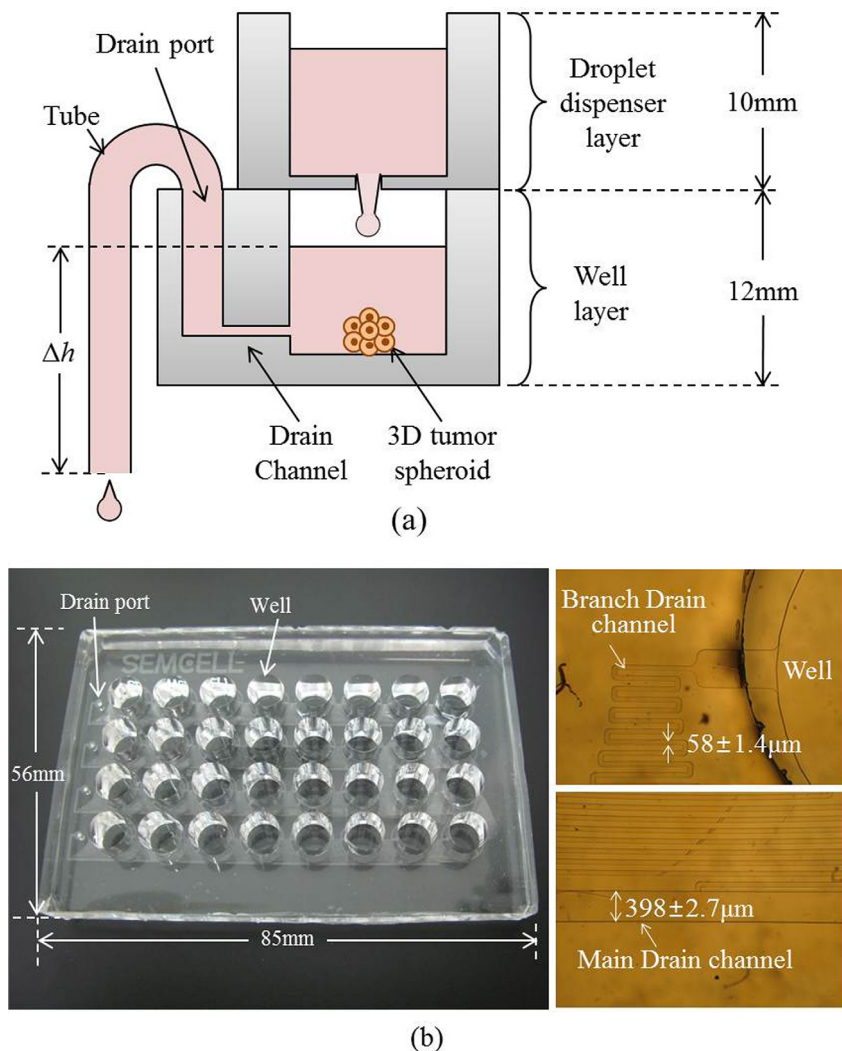 Drain port
Tube
Droplet
dispenser
layer
10mm
Well
layer
12mm
Δh
Drain
Channel
3D tumor
spheroid
(a)
Drain port
Well
SEMCELL
56mm
85mm
Branch Drain
channel
Well
58±1.4μm
398±2.7μm
Main Drain channel
(b)